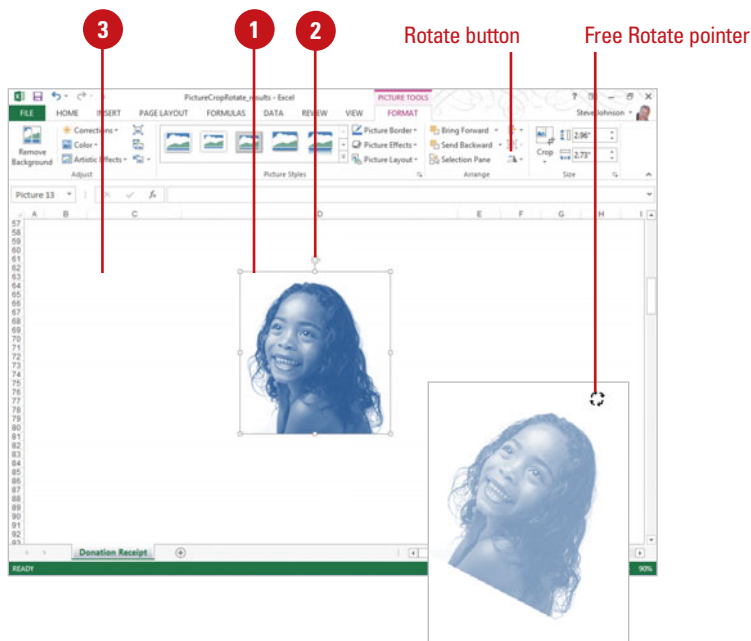 3 1 2 Rotate button Free Rotate pointer
PictureCropRotate_results - Excel PICTURE TOOLS ?
FILE HOME INSERT PAGE LAYOUT FORMULAS DATA REVIEW VIEW FORMAT Steve Johnson
Remove Background
Corrections
Color
Artistic Effects
Picture Border
Picture Effects
Picture Layout
Bring Forward
Send Backward
Selection Pane
Crop
2.96"
2.73"
Adjust Picture Styles Arrange Size
Picture 13 fx
A B C D E F G H I
57
58
59
60
61
62
63
64
65
66
67
68
69
70
71
72
73
74
75
76
77
78
79
80
81
82
83
84
85
86
87
88
89
90
91
92
93
Donation Receipt
READY 90%